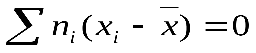 ∑ nᵢ(xᵢ − x̄) = 0